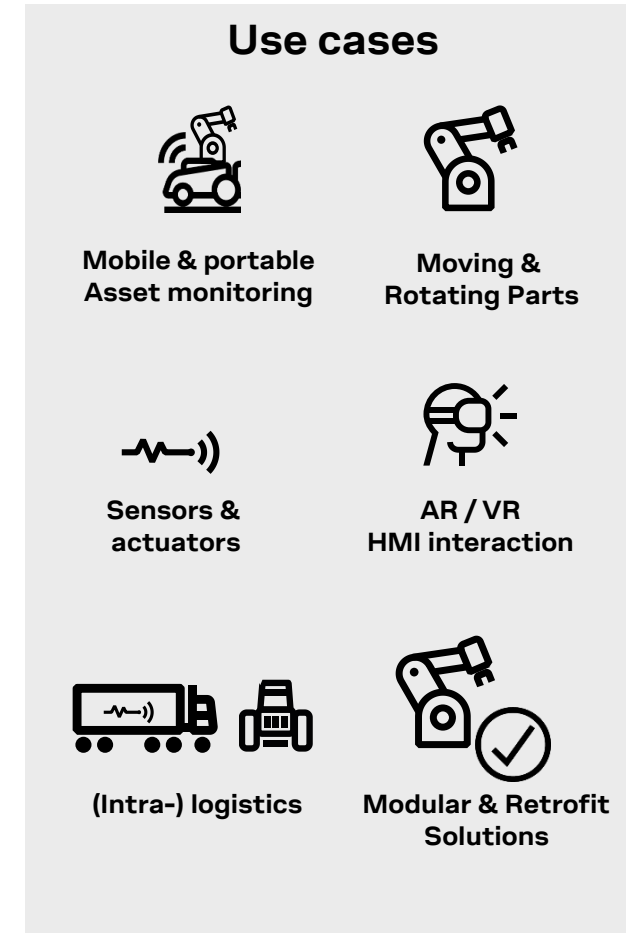 Use cases
Mobile & portable
Asset monitoring
Moving &
Rotating Parts
Sensors &
actuators
AR / VR
HMI interaction
(Intra-) logistics
Modular & Retrofit
Solutions